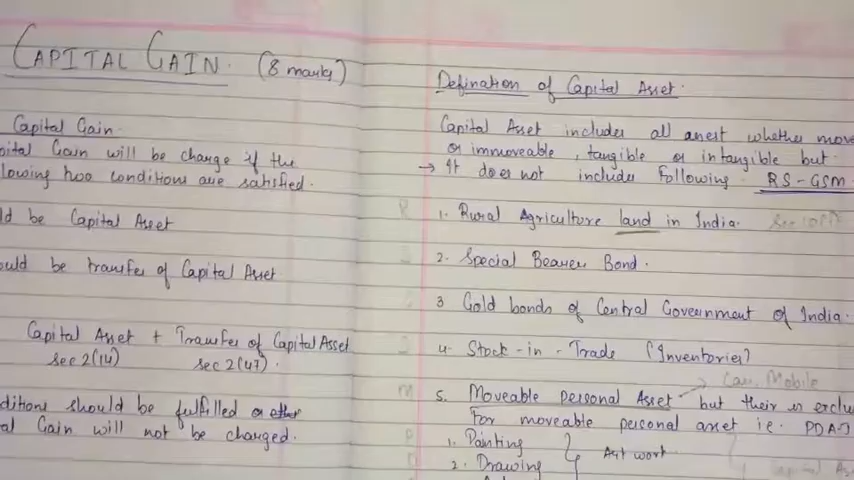 CAPITAL GAIN. (8 marks)
Capital Gain
pital Gain will be charge if the
llowing two conditions are satisfied.
ld be Capital Asset
ould be transfer of Capital Asset
Capital Asset + Transfer of Capital Asset
sec 2(14) sec 2(47).
ditions should be fulfilled or other
al Gain will not be charged.
Defination of Capital Asset.
Capital Asset includes all asset whether move
or immoveable, tangible or intangible but
→ It does not include following. RS-GSM
R 1. Rural Agriculture land in India.
2. Special Bearer Bond.
3 Gold bonds of Central Government of India.
4. Stock-in-Trade (Inventories)
Car, Mobile
M 5. Moveable personal Asset but their is exclu
For moveable personal asset ie. PDA-J
P 1. Painting
D 2. Drawing
Art work
Capital As